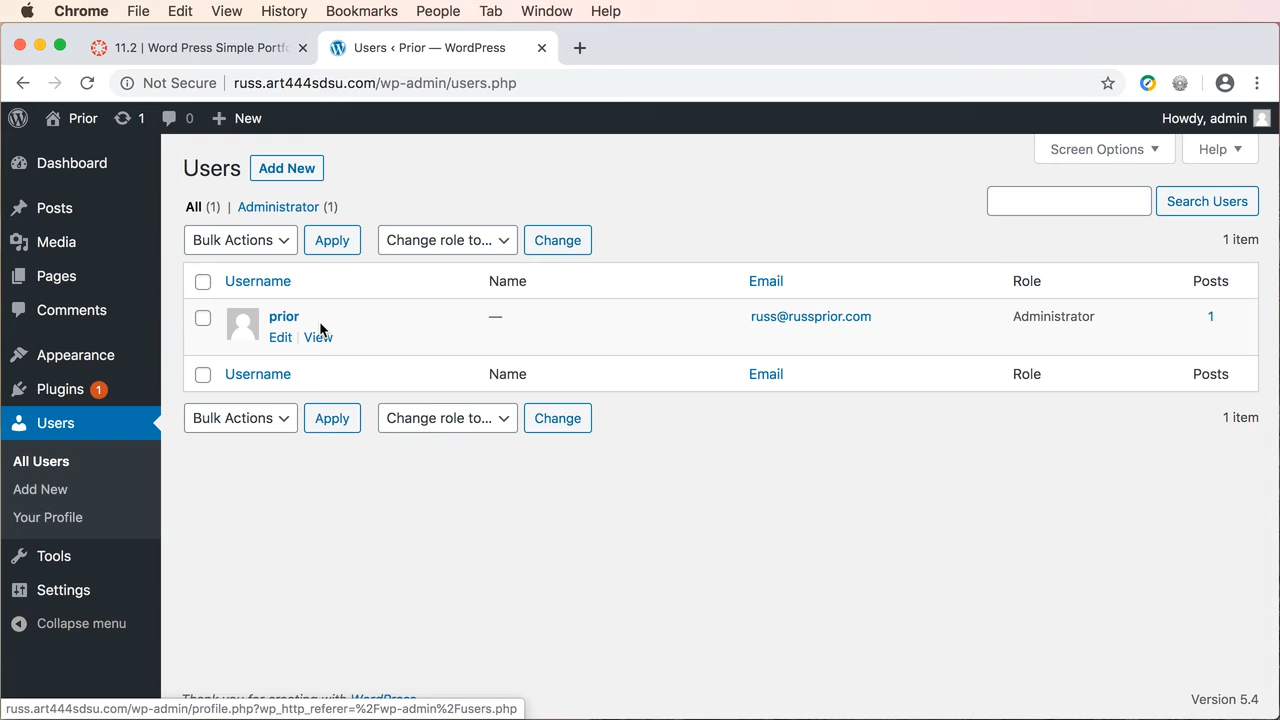 Chrome File Edit View History Bookmarks People Tab Window Help
11.2 | Word Press Simple Portfo
Users ‹ Prior — WordPress
Not Secure | russ.art444sdsu.com/wp-admin/users.php
Prior 1 0 New Howdy, admin
Dashboard
Posts
Media
Pages
Comments
Appearance
Plugins 1
Users
All Users
Add New
Your Profile
Tools
Settings
Collapse menu
Screen Options Help
Users Add New
All (1) | Administrator (1)
Search Users
Bulk Actions Apply Change role to... Change 1 item
Username Name Email Role Posts
prior — russ@russprior.com Administrator 1
Edit | View
Username Name Email Role Posts
Bulk Actions Apply Change role to... Change 1 item
Thank you for creating with WordPress Version 5.4
russ.art444sdsu.com/wp-admin/profile.php?wp_http_referer=%2Fwp-admin%2Fusers.php